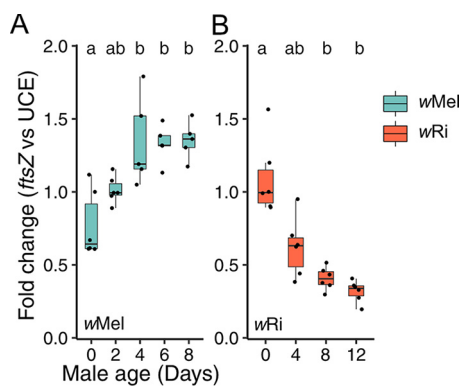 A
B
Fold change (ftsZ vs UCE)
2.0
1.5
1.0
0.5
0.0
a ab b b b
wMel
0 2 4 6 8
Male age (Days)
2.0
1.5
1.0
0.5
0.0
a ab b b
wRi
0 4 8 12
wMel
wRi